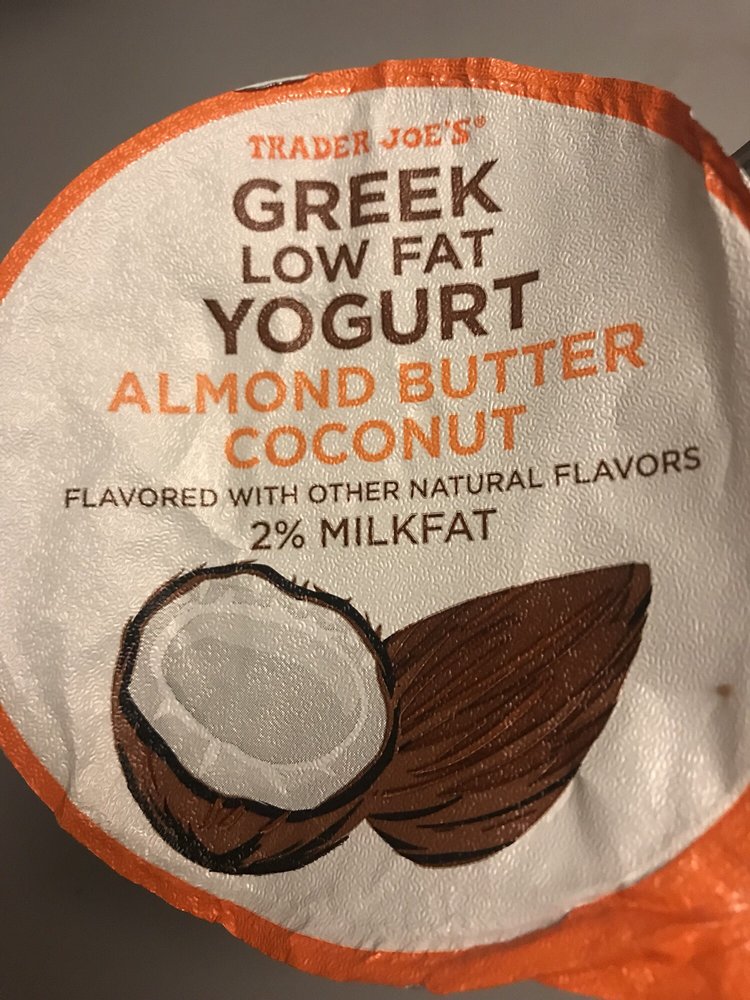 TRADER JOE'S®
GREEK
LOW FAT
YOGURT
ALMOND BUTTER
COCONUT
FLAVORED WITH OTHER NATURAL FLAVORS
2% MILKFAT